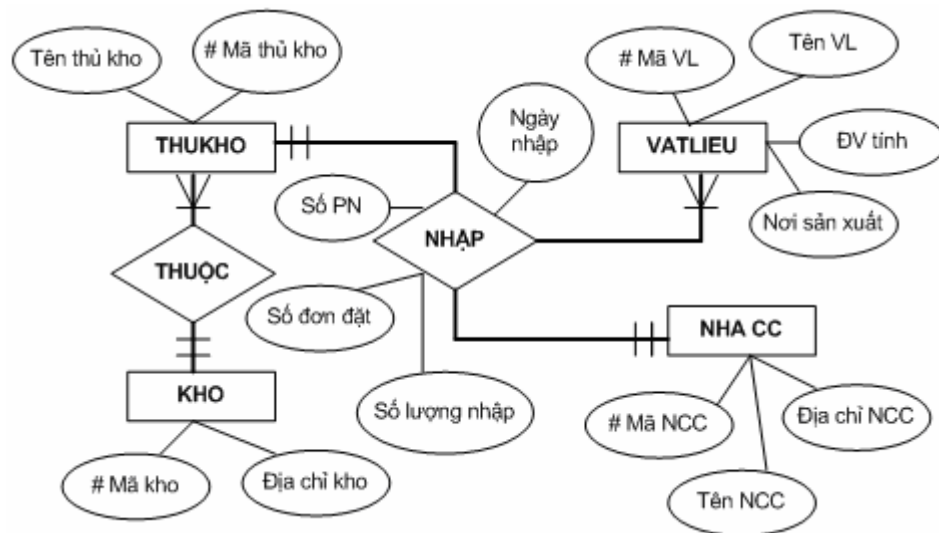 Tên thủ kho
# Mã thủ kho
# Mã VL
Tên VL
THUKHO
Ngày
nhập
VATLIEU
ĐV tính
Số PN
Nơi sản xuất
NHẬP
THUỘC
Số đơn đặt
NHA CC
KHO
Số lượng nhập
# Mã NCC
Địa chỉ NCC
# Mã kho
Địa chỉ kho
Tên NCC